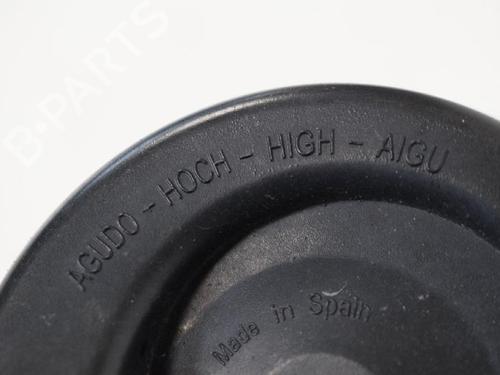 B-PARTS
AGUDO - HOCH - HIGH - AIGU
Made in Spain